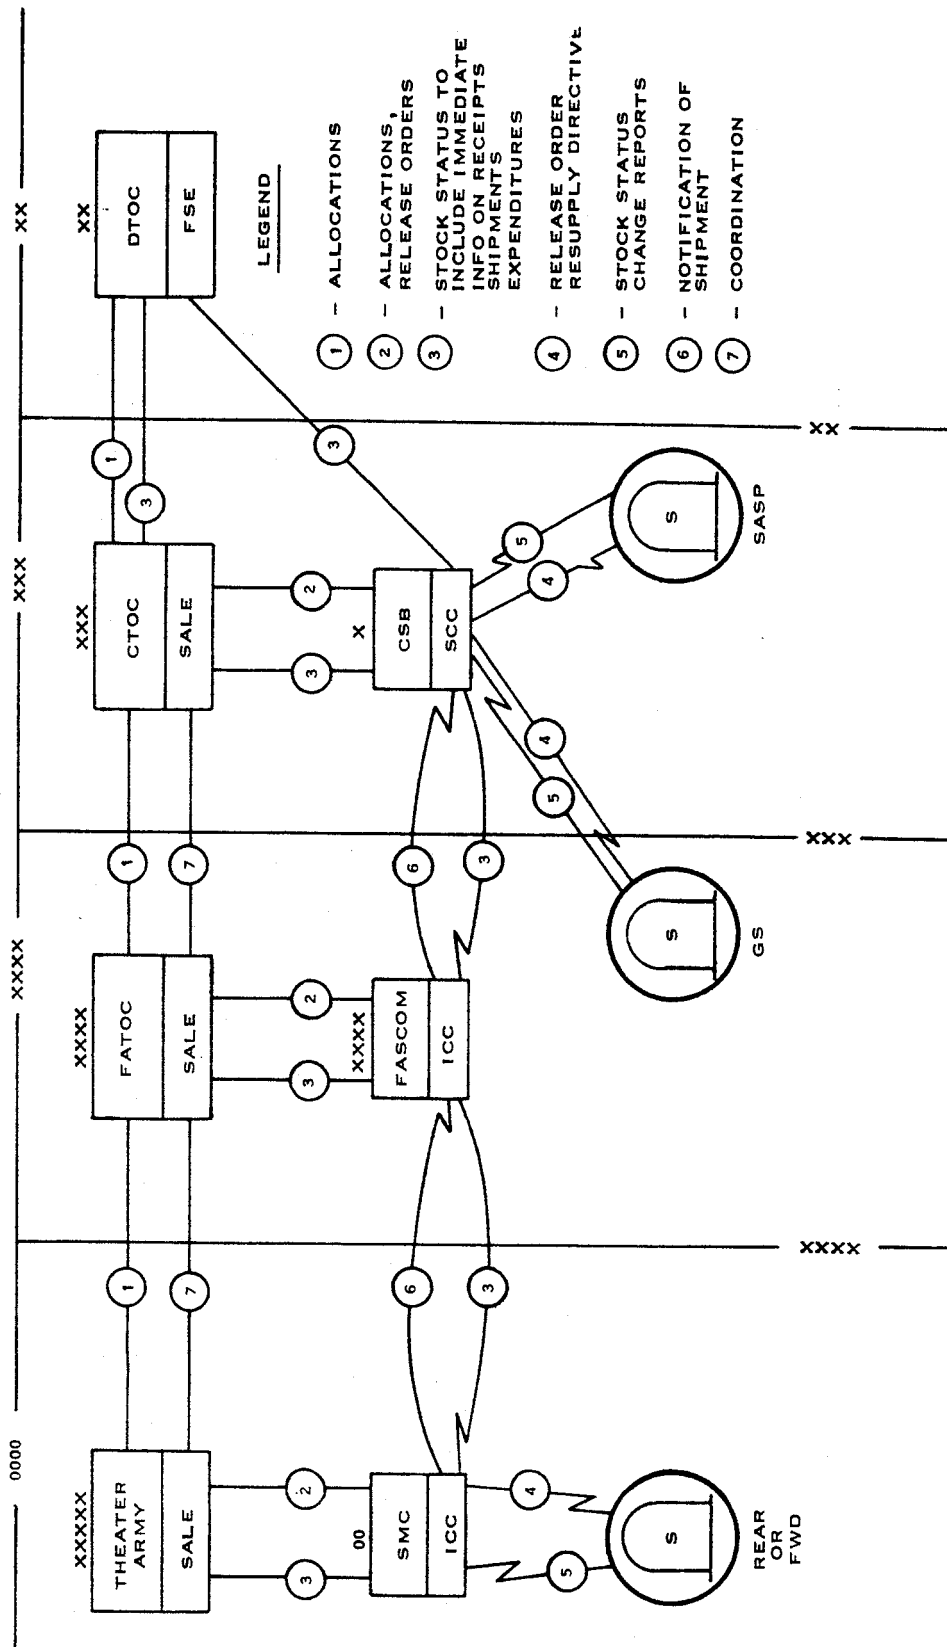 0000
XXXX
XXX
XX
XXXXX
THEATER
ARMY
SALE
1
7
XXXX
FATOC
SALE
1
7
XXX
CTOC
SALE
1
3
XX
DTOC
FSE
3
2
3
2
3
2
3
00
SMC
ICC
6
3
XXXX
FASCOM
ICC
6
3
X
CSB
SCC
5
4
S
REAR
OR
FWD
5
4
S
GS
5
4
S
SASP
XXXX
XXX
XX
LEGEND
1 – ALLOCATIONS
2 – ALLOCATIONS,
RELEASE ORDERS
3 – STOCK STATUS TO
INCLUDE IMMEDIATE
INFO ON RECEIPTS
SHIPMENTS
EXPENDITURES
4 – RELEASE ORDER
RESUPPLY DIRECTIVE
5 – STOCK STATUS
CHANGE REPORTS
6 – NOTIFICATION OF
SHIPMENT
7 – COORDINATION